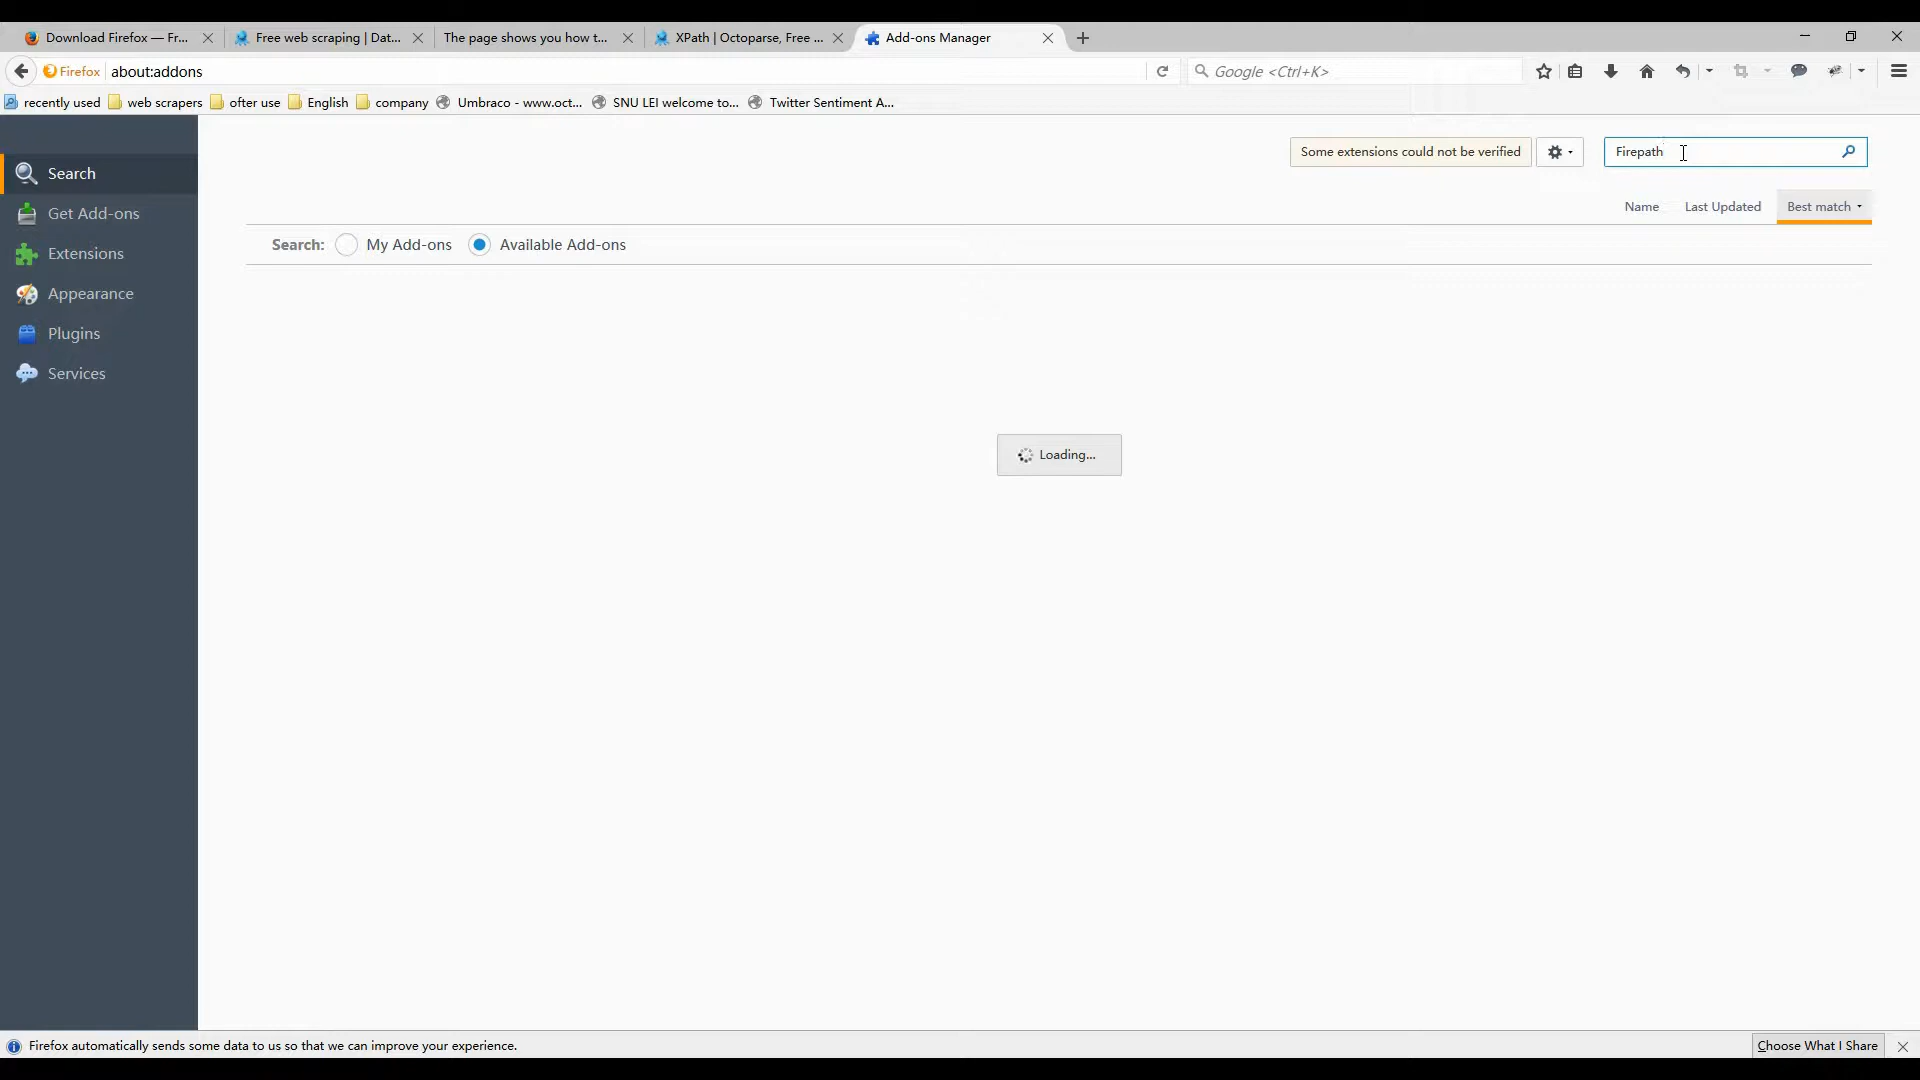 Download Firefox — Fr...
Free web scraping | Dat...
The page shows you how t...
XPath | Octoparse, Free ...
Add-ons Manager
Firefox
about:addons
Google <Ctrl+K>
recently used
web scrapers
ofter use
English
company
Umbraco - www.oct...
SNU LEI welcome to...
Twitter Sentiment A...
Some extensions could not be verified
Firepath
Search
Get Add-ons
Extensions
Appearance
Plugins
Services
Name
Last Updated
Best match
Search:
My Add-ons
Available Add-ons
Loading...
Firefox automatically sends some data to us so that we can improve your experience.
Choose What I Share